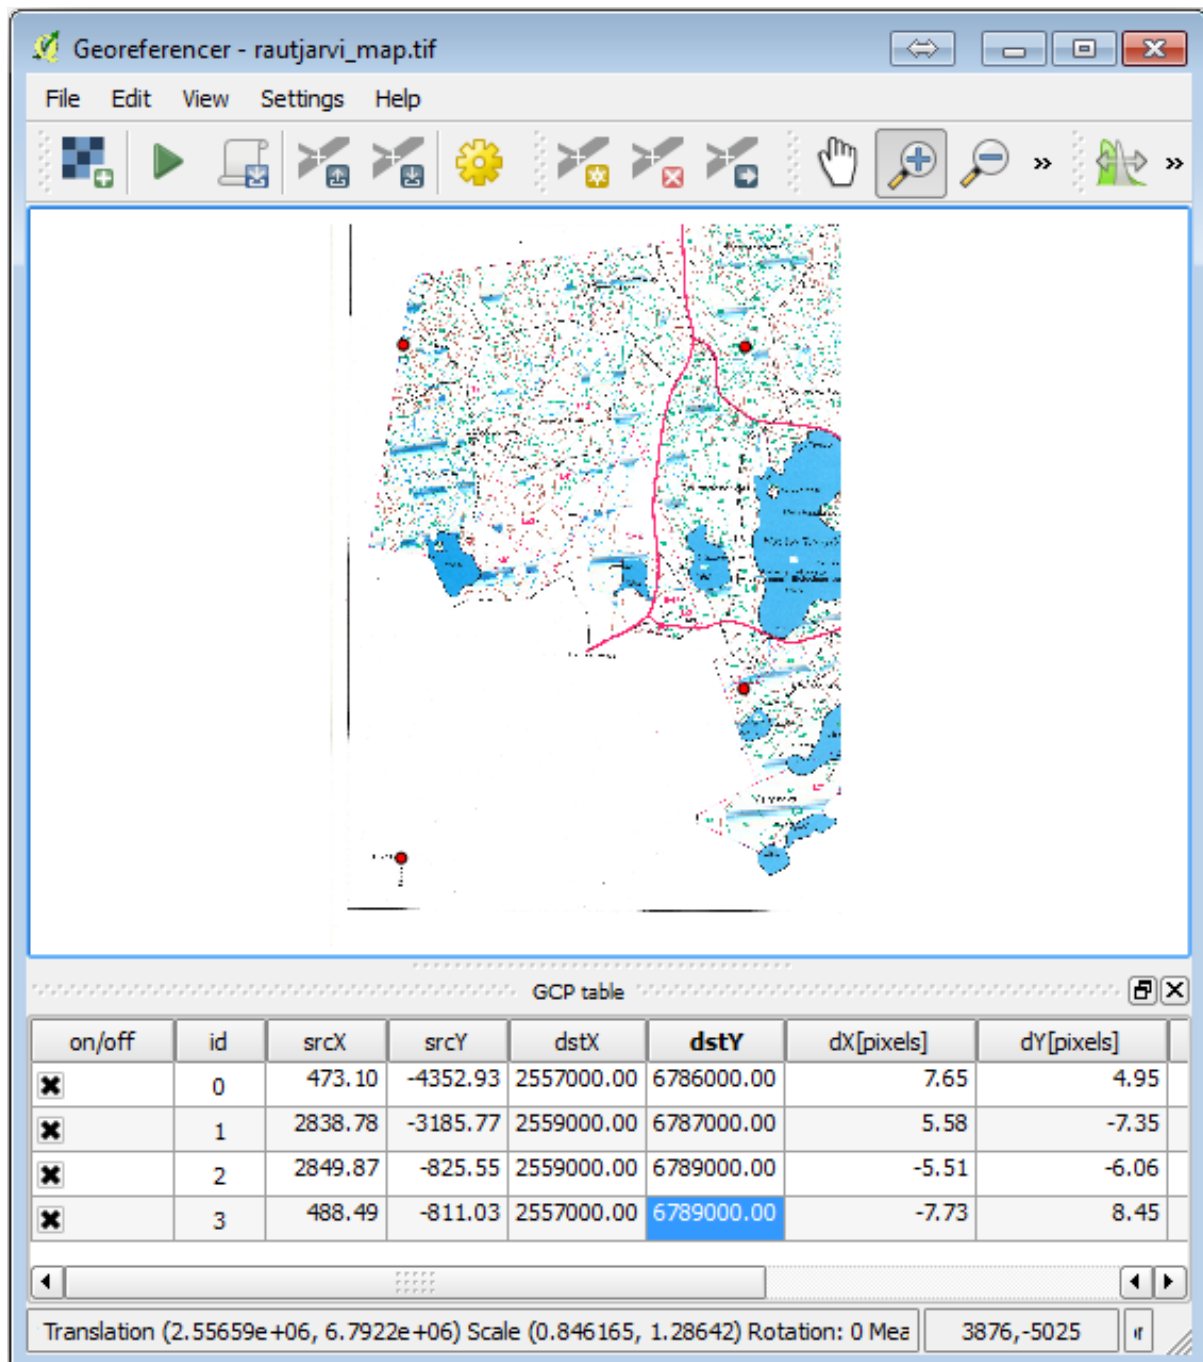 Georeferencer - rautjarvi_map.tif
File Edit View Settings Help
» »
GCP table
on/off id srcX srcY dstX dstY dX[pixels] dY[pixels]
0 473.10 -4352.93 2557000.00 6786000.00 7.65 4.95
1 2838.78 -3185.77 2559000.00 6787000.00 5.58 -7.35
2 2849.87 -825.55 2559000.00 6789000.00 -5.51 -6.06
3 488.49 -811.03 2557000.00 6789000.00 -7.73 8.45
Translation (2.55659e+06, 6.7922e+06) Scale (0.846165, 1.28642) Rotation: 0 Mea 3876,-5025